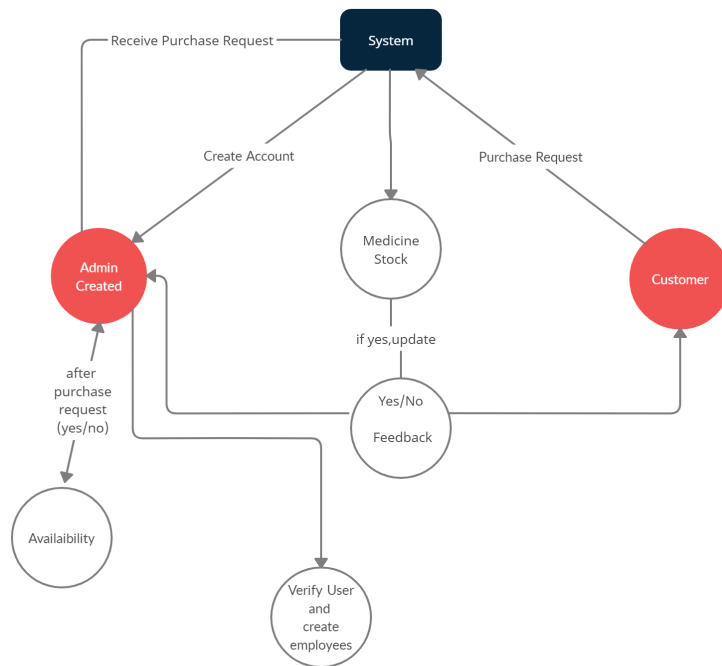 System
Receive Purchase Request
Create Account
Purchase Request
Medicine
Stock
Admin
Created
Customer
if yes,update
after
purchase
request
(yes/no)
Yes/No
Feedback
Availaibility
Verify User
and
create
employees